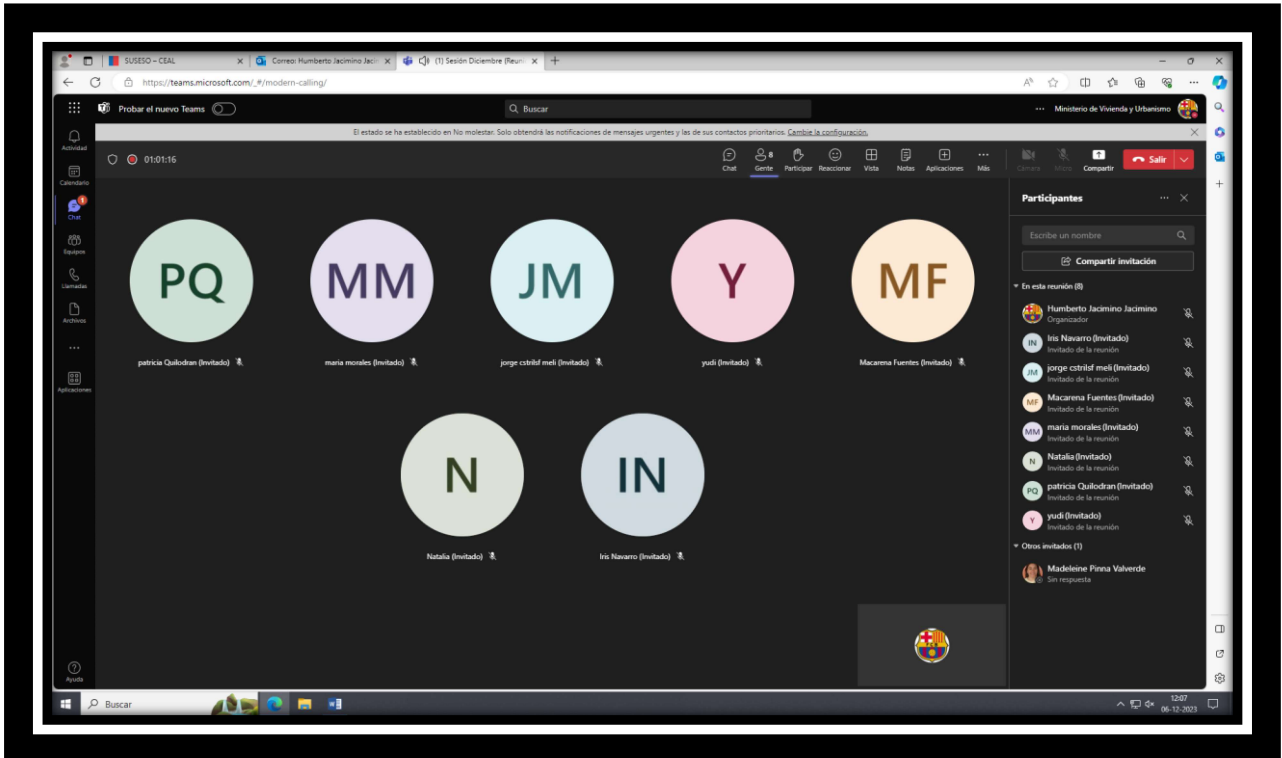 SUSESO – CEAL
Correo: Humberto Jacimino Jacir
(1) Sesión Diciembre (Reuni
https://teams.microsoft.com/_#/modern-calling/
Probar el nuevo Teams
Buscar
Ministerio de Vivienda y Urbanismo
El estado se ha establecido en No molestar. Solo obtendrá las notificaciones de mensajes urgentes y las de sus contactos prioritarios. Cambie la configuración.
Actividad
Calendario
1
Chat
Equipos
Llamadas
Archivos
Aplicaciones
Ayuda
01:01:16
Chat
8
Gente
Participar
Reaccionar
Vista
Notas
Aplicaciones
Más
Cámara
Micro
Compartir
Salir
PQ
patricia Quilodran (Invitado)
MM
maria morales (Invitado)
JM
jorge cstrilsf meli (Invitado)
Y
yudi (Invitado)
MF
Macarena Fuentes (Invitado)
N
Natalia (Invitado)
IN
Iris Navarro (Invitado)
Participantes
Escribe un nombre
Compartir invitación
En esta reunión (8)
Humberto Jacimino Jacimino
Organizador
IN
Iris Navarro (Invitado)
Invitado de la reunión
JM
jorge cstrilsf meli (Invitado)
Invitado de la reunión
MF
Macarena Fuentes (Invitado)
Invitado de la reunión
MM
maria morales (Invitado)
Invitado de la reunión
N
Natalia (Invitado)
Invitado de la reunión
PQ
patricia Quilodran (Invitado)
Invitado de la reunión
Y
yudi (Invitado)
Invitado de la reunión
Otros invitados (1)
Madeleine Pinna Valverde
Sin respuesta
Buscar
12:07
06-12-2023